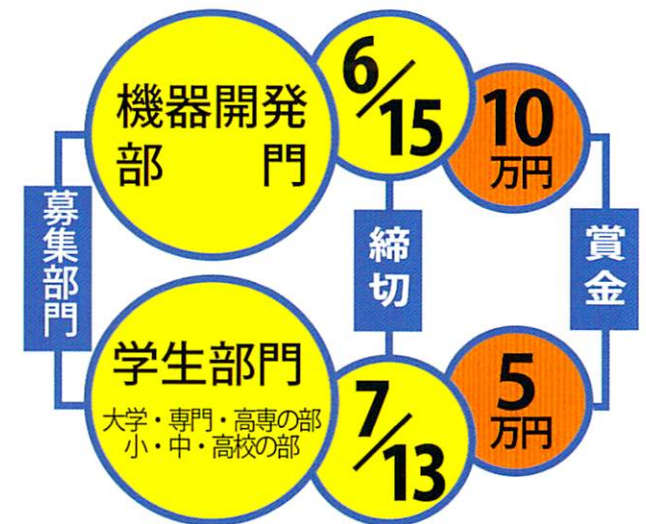 募集部門
機器開発
部門
6/15
10
万円
締切
賞金
学生部門
大学・専門・高専の部
小・中・高校の部
7/13
5
万円